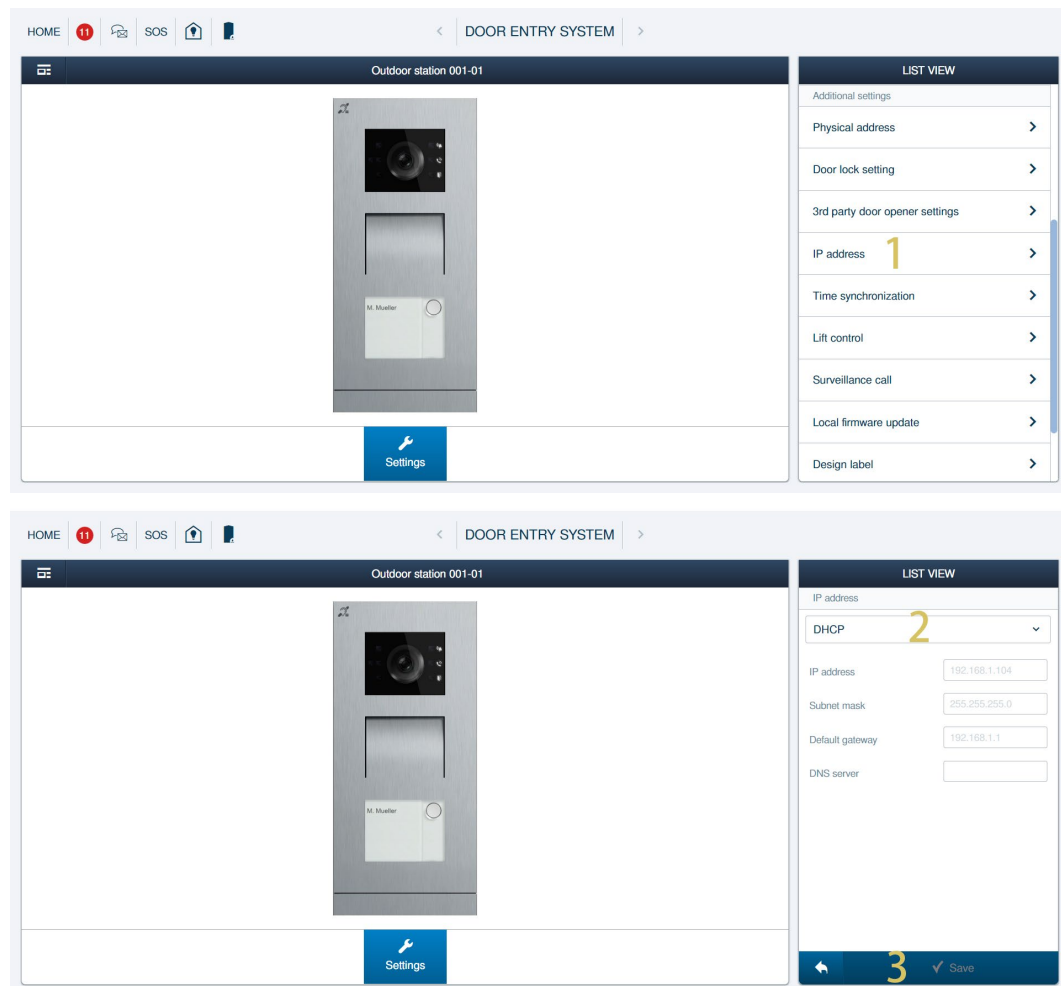 HOME 11 SOS DOOR ENTRY SYSTEM
Outdoor station 001-01
LIST VIEW
Additional settings
Physical address
Door lock setting
3rd party door opener settings
IP address 1
Time synchronization
Lift control
Surveillance call
Local firmware update
Design label
M. Mueller
Settings
HOME 11 SOS DOOR ENTRY SYSTEM
Outdoor station 001-01
LIST VIEW
IP address
DHCP 2
IP address 192.168.1.104
Subnet mask 255.255.255.0
Default gateway 192.168.1.1
DNS server
M. Mueller
Settings
3 Save